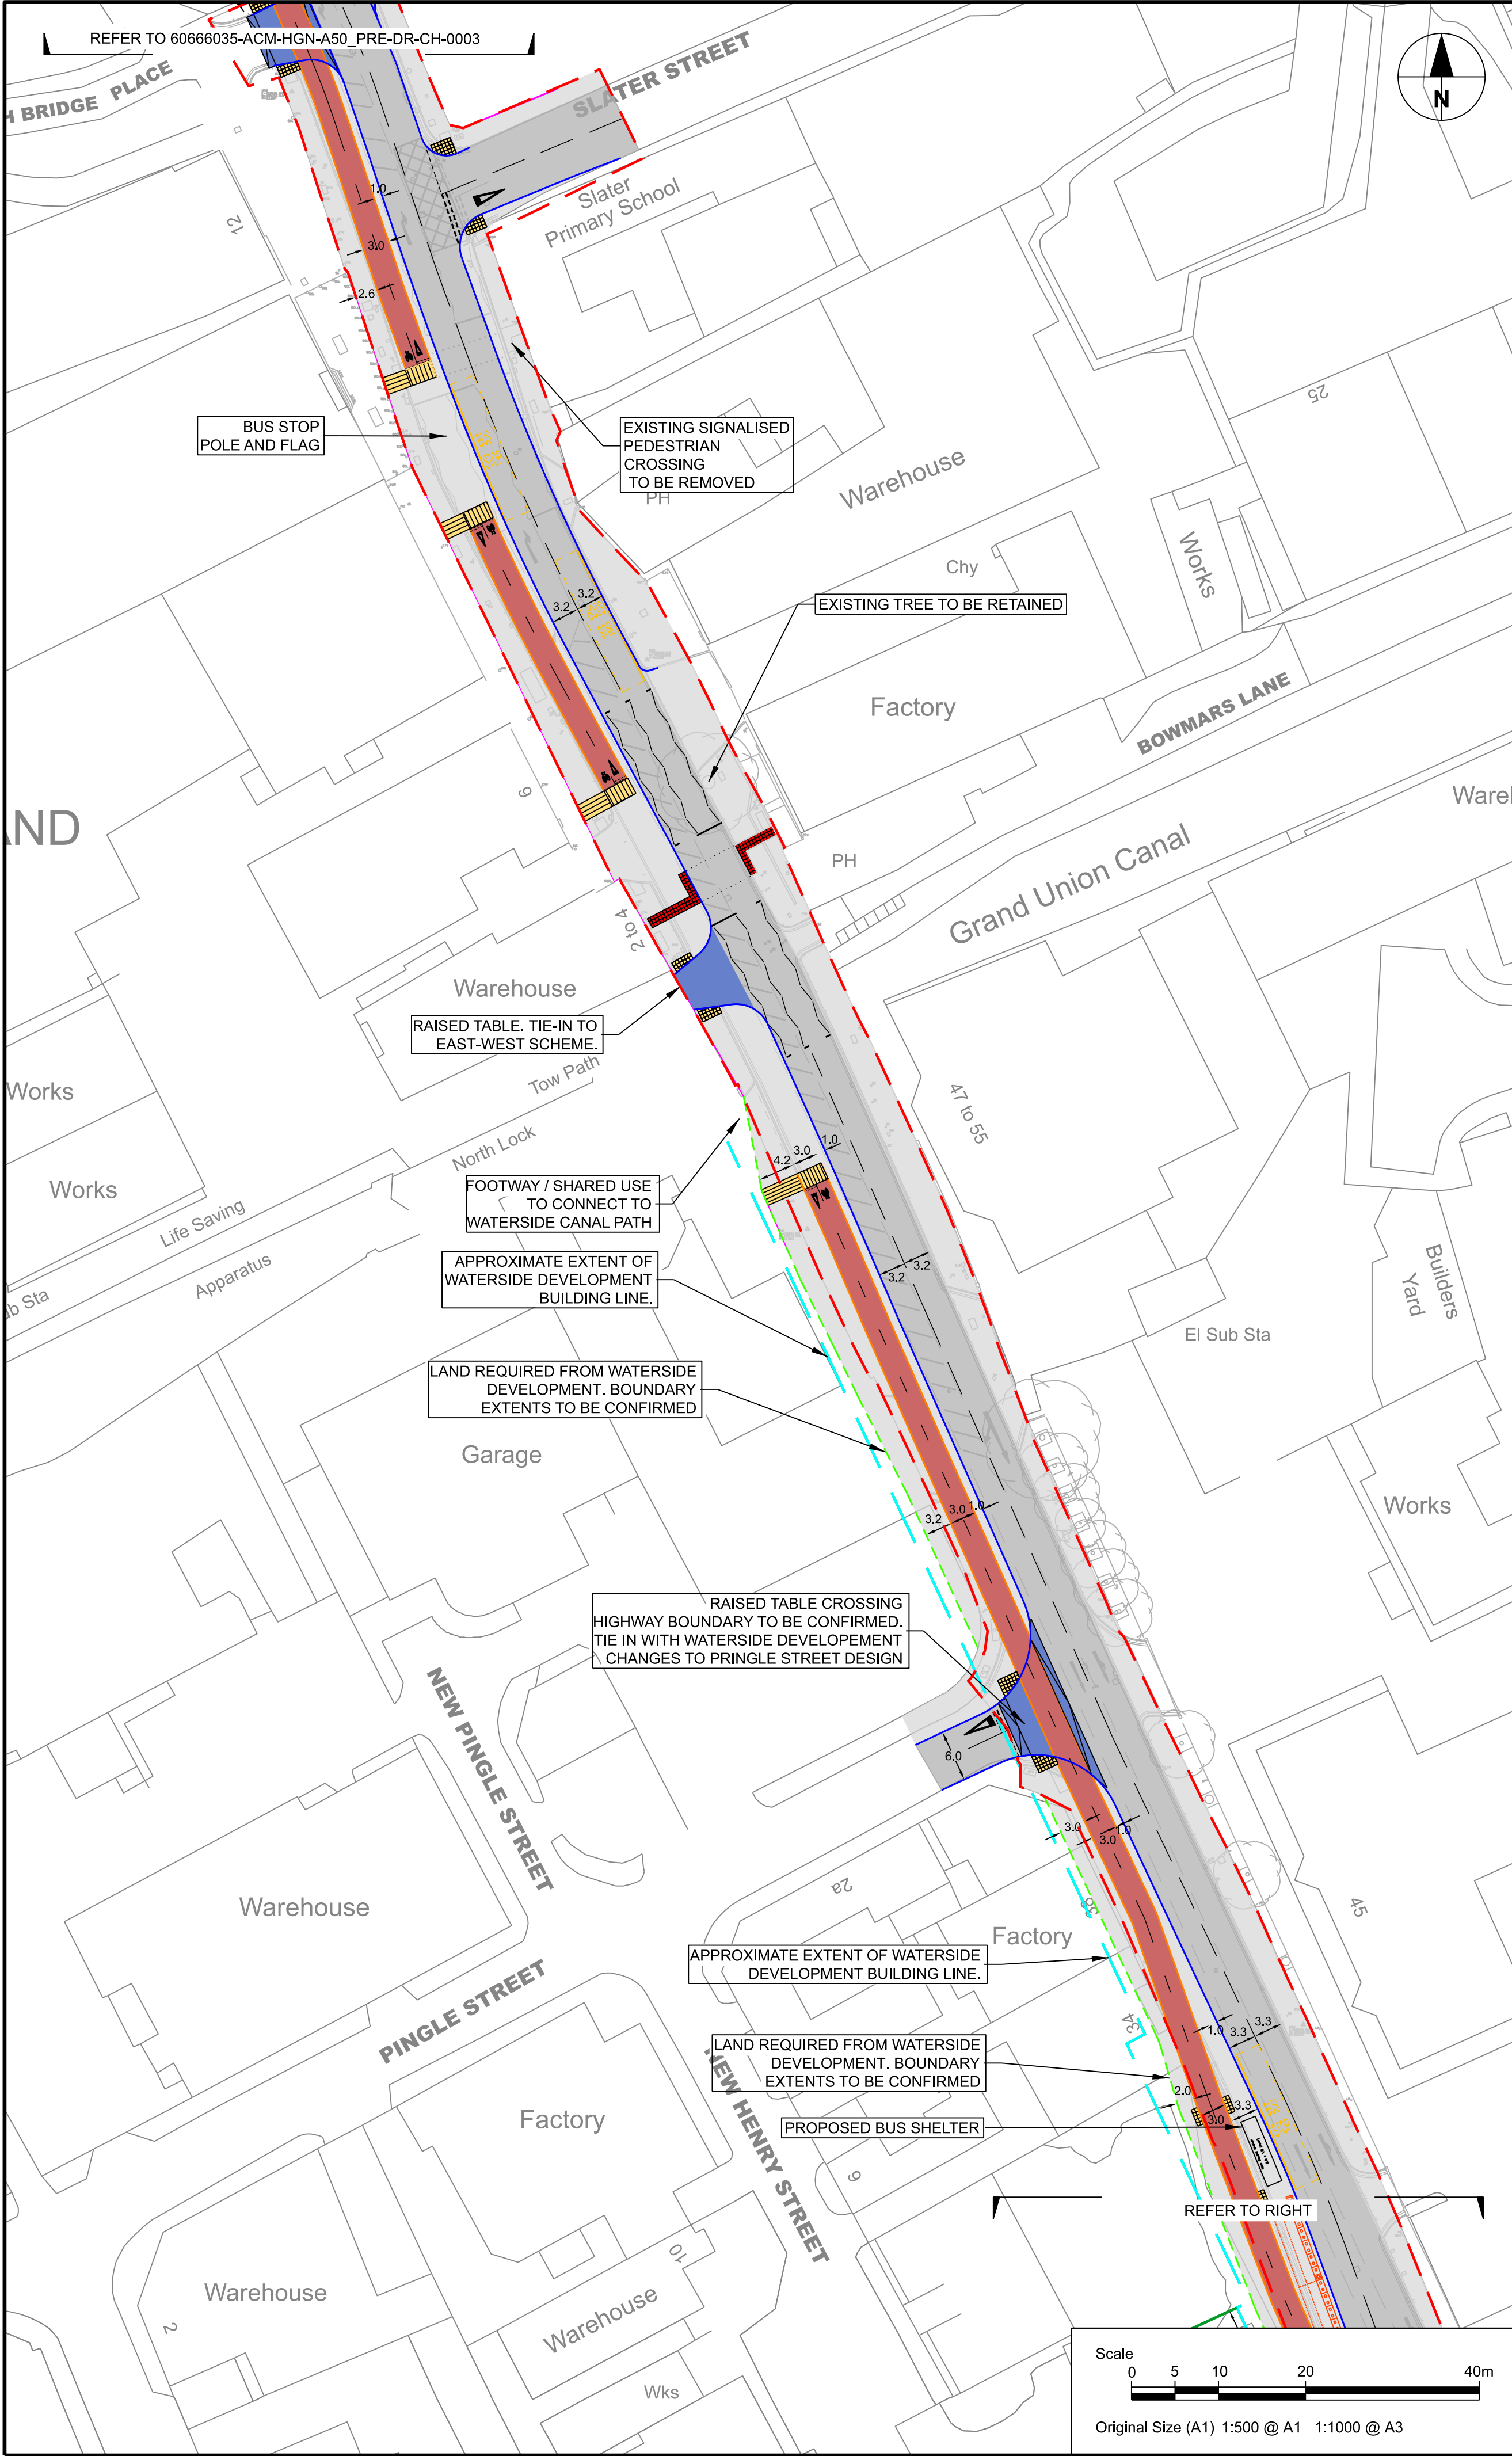 REFER TO 60666035-ACM-HGN-A50_PRE-DR-CH-0003
H BRIDGE PLACE
SLATER STREET
N
Slater
Primary School
12
1.0
3.0
2.6
25
BUS STOP
POLE AND FLAG
EXISTING SIGNALISED
PEDESTRIAN
CROSSING
TO BE REMOVED
PH
Warehouse
Works
Chy
3.2
3.2
EXISTING TREE TO BE RETAINED
Factory
BOWMARS LANE
9
AND
Wareh
PH
Grand Union Canal
2 to 4
Warehouse
RAISED TABLE. TIE-IN TO
EAST-WEST SCHEME.
Tow Path
Works
47 to 55
North Lock
4.2
3.0
1.0
Works
FOOTWAY / SHARED USE
TO CONNECT TO
WATERSIDE CANAL PATH
Life Saving
Apparatus
ub Sta
APPROXIMATE EXTENT OF
WATERSIDE DEVELOPMENT
BUILDING LINE.
3.2
3.2
Builders
Yard
El Sub Sta
LAND REQUIRED FROM WATERSIDE
DEVELOPMENT. BOUNDARY
EXTENTS TO BE CONFIRMED
Garage
Works
3.2
3.0
1.0
RAISED TABLE CROSSING
HIGHWAY BOUNDARY TO BE CONFIRMED.
TIE IN WITH WATERSIDE DEVELOPEMENT
CHANGES TO PRINGLE STREET DESIGN
NEW PINGLE STREET
6.0
3.0
3.0
1.0
2a
38
45
Warehouse
Factory
APPROXIMATE EXTENT OF WATERSIDE
DEVELOPMENT BUILDING LINE.
PINGLE STREET
34
1.0
3.3
3.3
LAND REQUIRED FROM WATERSIDE
DEVELOPMENT. BOUNDARY
EXTENTS TO BE CONFIRMED
NEW HENRY STREET
2.0
3.0
3.3
Factory
PROPOSED BUS SHELTER
6
REFER TO RIGHT
10
Warehouse
2
Warehouse
Wks
Scale
0 5 10 20 40m
Original Size (A1) 1:500 @ A1 1:1000 @ A3